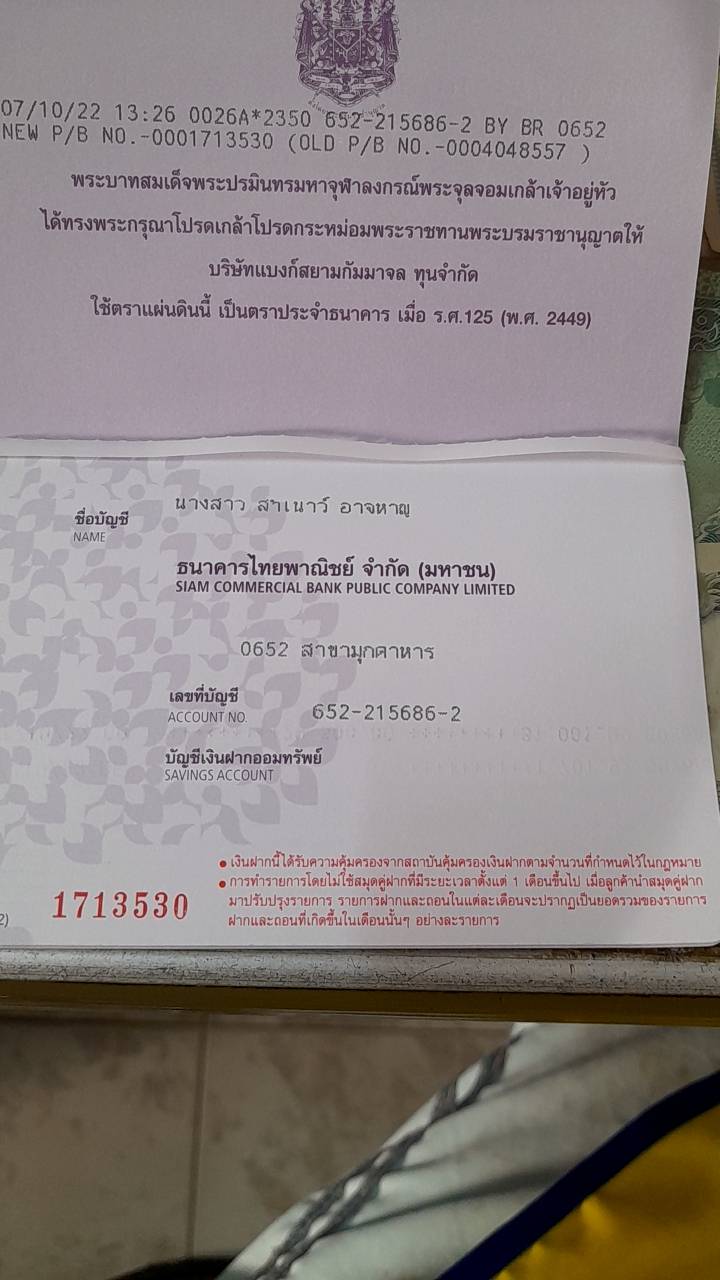 07/10/22 13:26 0026A*2350 652-215686-2 BY BR 0652
NEW P/B NO.-0001713530 (OLD P/B NO.-0004048557 )
พระบาทสมเด็จพระปรมินทรมหาจุฬาลงกรณ์พระจุลจอมเกล้าเจ้าอยู่หัว
ได้ทรงพระกรุณาโปรดเกล้าโปรดกระหม่อมพระราชทานพระบรมราชานุญาตให้
บริษัทแบงก์สยามกัมมาจล ทุนจำกัด
ใช้ตราแผ่นดินนี้ เป็นตราประจำธนาคาร เมื่อ ร.ศ.125 (พ.ศ. 2449)
ชื่อบัญชี นางสาว สำเนาว์ อาจหาญ
NAME
ธนาคารไทยพาณิชย์ จำกัด (มหาชน)
SIAM COMMERCIAL BANK PUBLIC COMPANY LIMITED
0652 สาขามุกดาหาร
เลขที่บัญชี 652-215686-2
ACCOUNT NO.
บัญชีเงินฝากออมทรัพย์
SAVINGS ACCOUNT
• เงินฝากนี้ได้รับความคุ้มครองจากสถาบันคุ้มครองเงินฝากตามจำนวนที่กำหนดไว้ในกฎหมาย
• การทำรายการโดยไม่ใช้สมุดคู่ฝากที่มีระยะเวลาตั้งแต่ 1 เดือนขึ้นไป เมื่อลูกค้านำสมุดคู่ฝาก
มาปรับปรุงรายการ รายการฝากและถอนในแต่ละเดือนจะปรากฏเป็นยอดรวมของรายการ
ฝากและถอนที่เกิดขึ้นในเดือนนั้นๆ อย่างละรายการ
1713530
2)